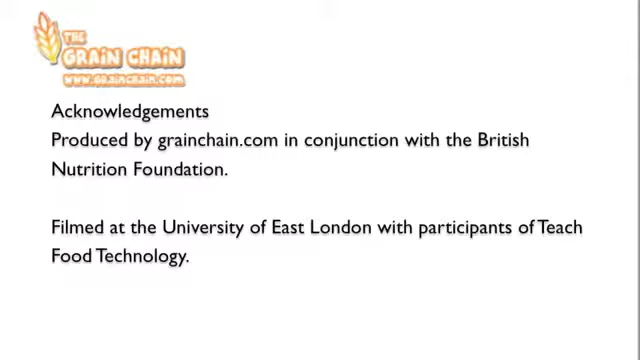 THE
GRAIN CHAIN
www.grainchain.com
Acknowledgements
Produced by grainchain.com in conjunction with the British
Nutrition Foundation.
Filmed at the University of East London with participants of Teach
Food Technology.